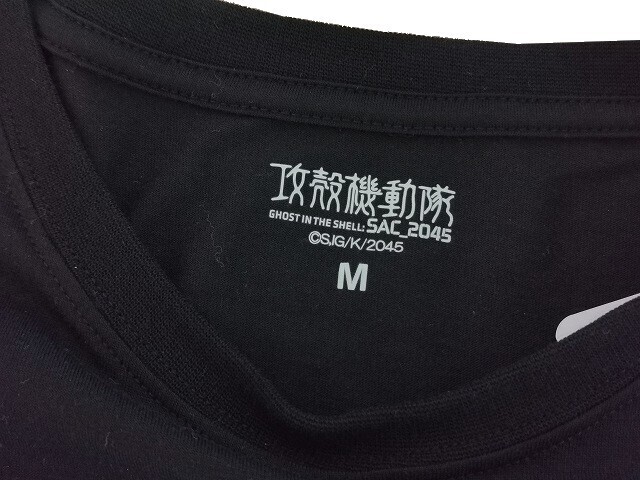 攻殻機動隊
GHOST IN THE SHELL: SAC_2045
©S,IG/K/2045
M